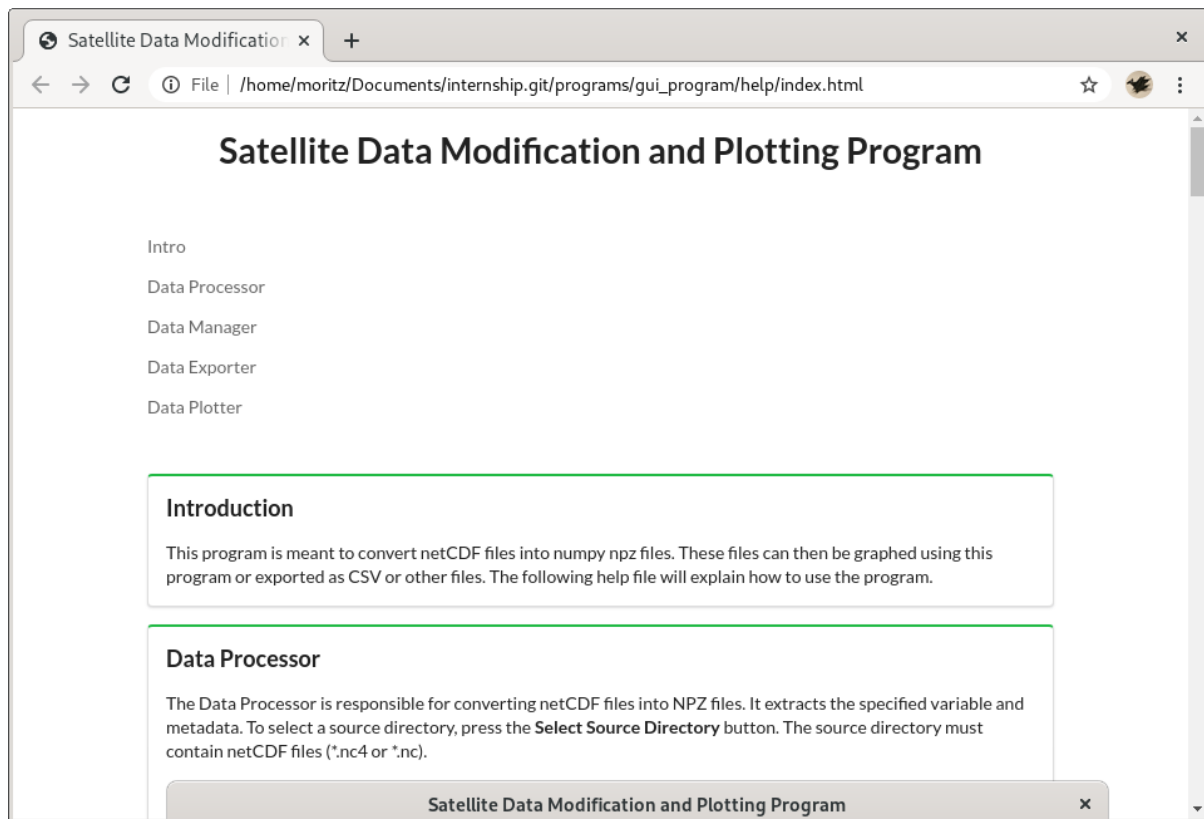 Satellite Data Modification
File
/home/moritz/Documents/internship.git/programs/gui_program/help/index.html
Satellite Data Modification and Plotting Program
Intro
Data Processor
Data Manager
Data Exporter
Data Plotter
Introduction
This program is meant to convert netCDF files into numpy npz files. These files can then be graphed using this
program or exported as CSV or other files. The following help file will explain how to use the program.
Data Processor
The Data Processor is responsible for converting netCDF files into NPZ files. It extracts the specified variable and
metadata. To select a source directory, press the Select Source Directory button. The source directory must
contain netCDF files (*.nc4 or *.nc).
Satellite Data Modification and Plotting Program